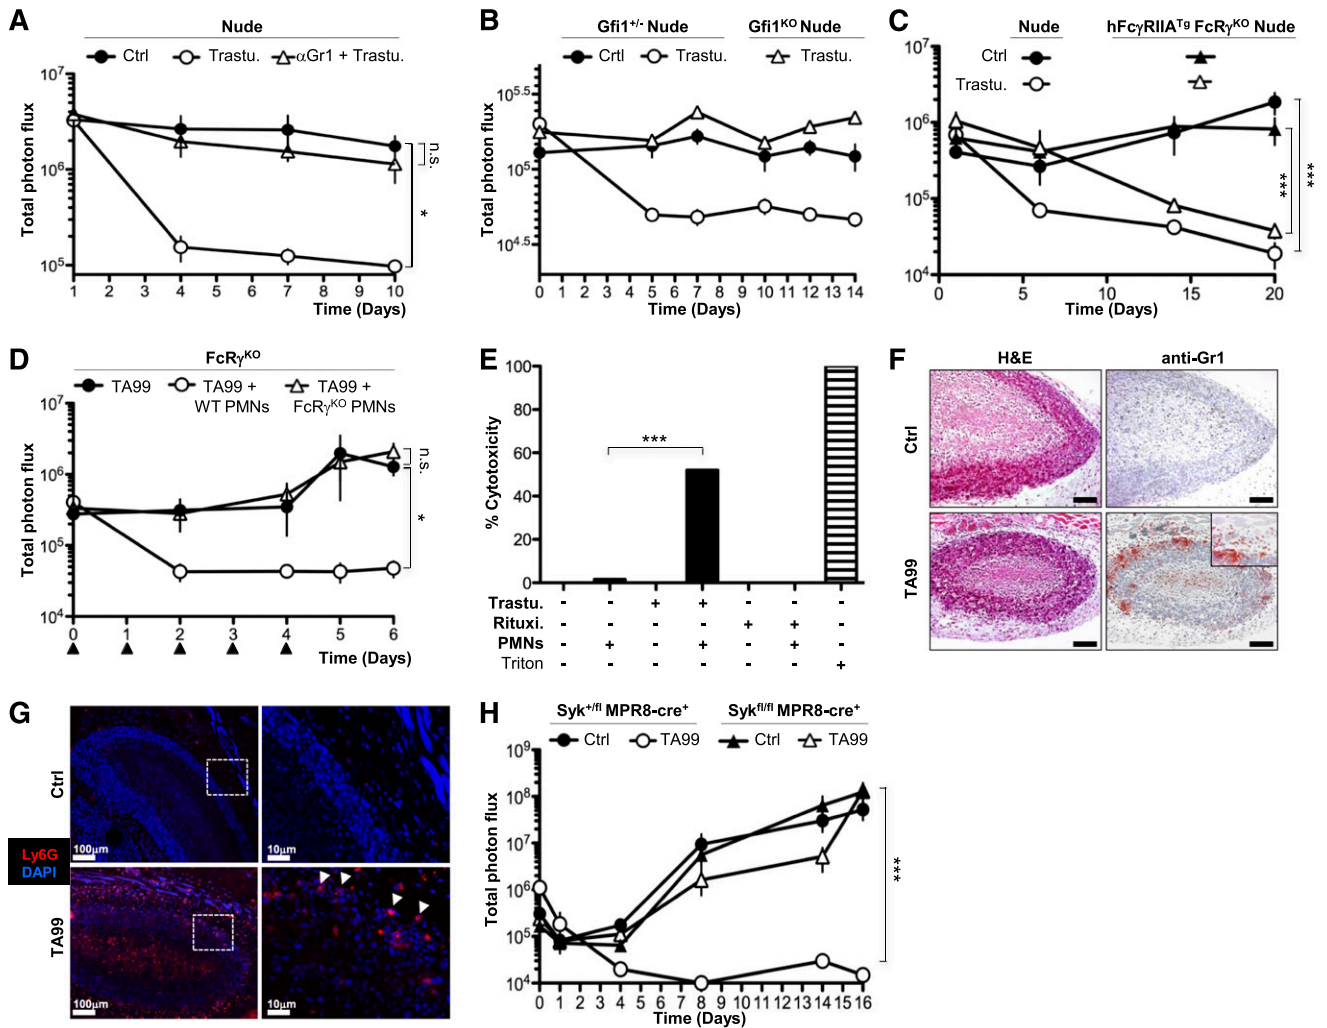 A
Nude
Ctrl Trastu. αGr1 + Trastu.
Total photon flux
10⁷
10⁶
10⁵
1 2 3 4 5 6 7 8 9 10
Time (Days)
n.s.
*
B
Gfi1⁺/⁻ Nude Gfi1ᴷᴼ Nude
Crtl Trastu. Trastu.
Total photon flux
10⁵·⁵
10⁵
10⁴·⁵
0 1 2 3 4 5 6 7 8 9 10 11 12 13 14
Time (Days)
C
Nude hFcγRIIAᵀᵍ FcRγᴷᴼ Nude
Ctrl
Trastu.
Total photon flux
10⁷
10⁶
10⁵
10⁴
0 5 10 15 20
Time (Days)
***
***
D
FcRγᴷᴼ
TA99 TA99 + TA99 +
WT PMNs FcRγᴷᴼ PMNs
Total photon flux
10⁷
10⁶
10⁵
10⁴
0 1 2 3 4 5 6
Time (Days)
n.s.
*
E
% Cytotoxicity
100
80
60
40
20
0
***
Trastu. - - + + - - -
Rituxi. - - - - + + -
PMNs - + - + - + -
Triton - - - - - - +
F
H&E anti-Gr1
Ctrl
TA99
G
Ctrl
TA99
Ly6G
DAPI
100μm 10μm
100μm 10μm
H
Syk⁺/ᶠˡ MPR8-cre⁺ Sykᶠˡ/ᶠˡ MPR8-cre⁺
Ctrl TA99 Ctrl TA99
Total photon flux
10⁹
10⁸
10⁷
10⁶
10⁵
10⁴
0 1 2 3 4 5 6 7 8 9 10 11 12 13 14 15 16
Time (Days)
***